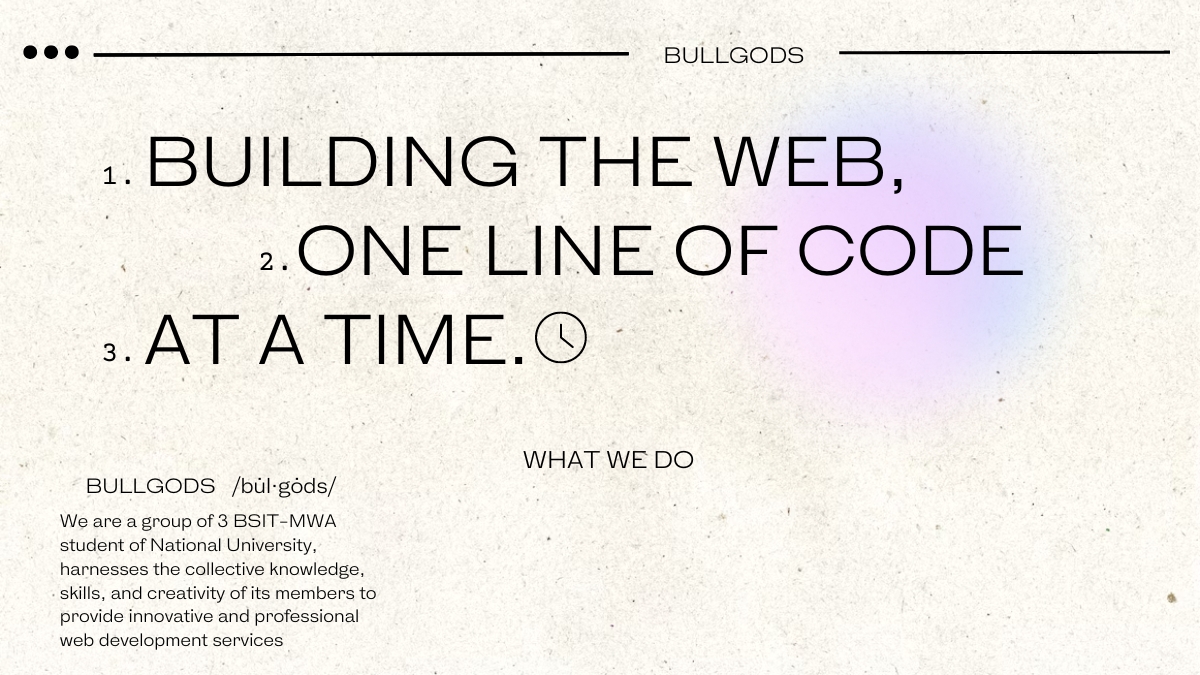 BULLGODS
1. BUILDING THE WEB,
2. ONE LINE OF CODE
3. AT A TIME.
WHAT WE DO
BULLGODS /bu̇l·gȯds/
We are a group of 3 BSIT-MWA
student of National University,
harnesses the collective knowledge,
skills, and creativity of its members to
provide innovative and professional
web development services